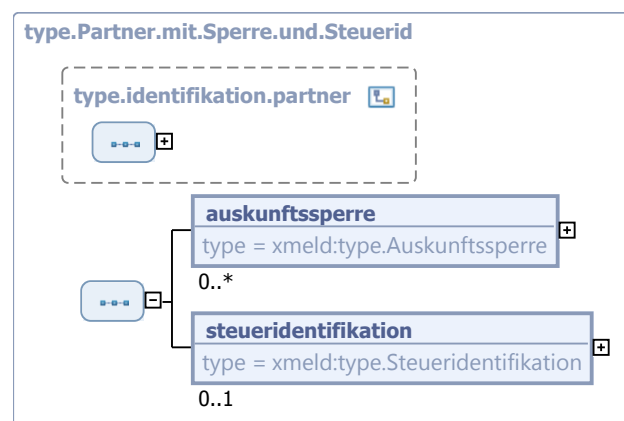 type.Partner.mit.Sperre.und.Steuerid
type.identifikation.partner
auskunftssperre
type = xmeld:type.Auskunftssperre
0..*
steueridentifikation
type = xmeld:type.Steueridentifikation
0..1